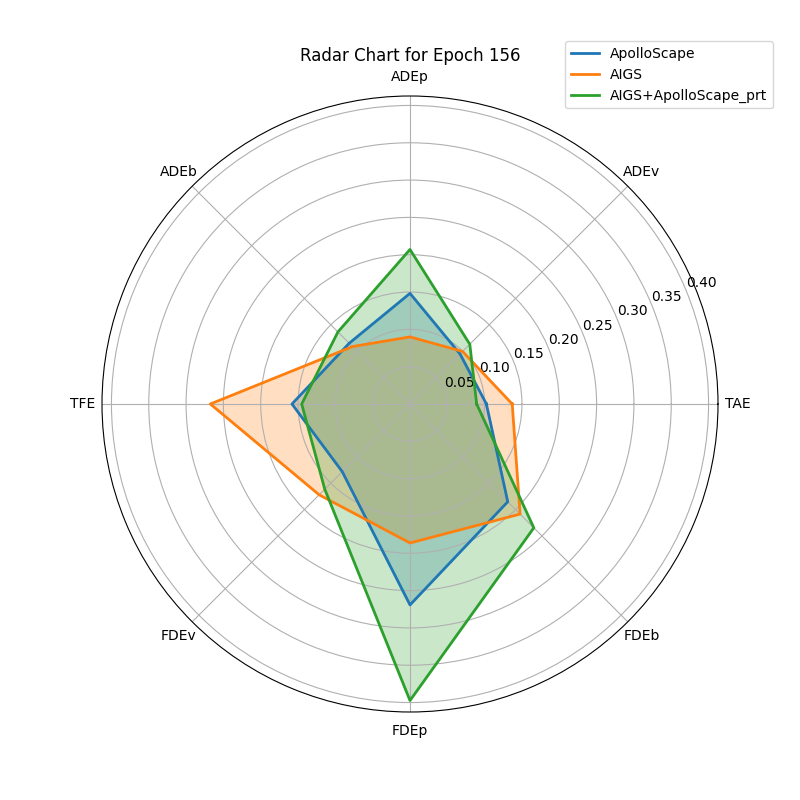 Radar Chart for Epoch 156
ApolloScape
AIGS
AIGS+ApolloScape_prt
ADEp
ADEb
ADEv
0.40
0.35
0.30
0.25
0.20
0.15
0.10
0.05
TFE
TAE
FDEv
FDEb
FDEp